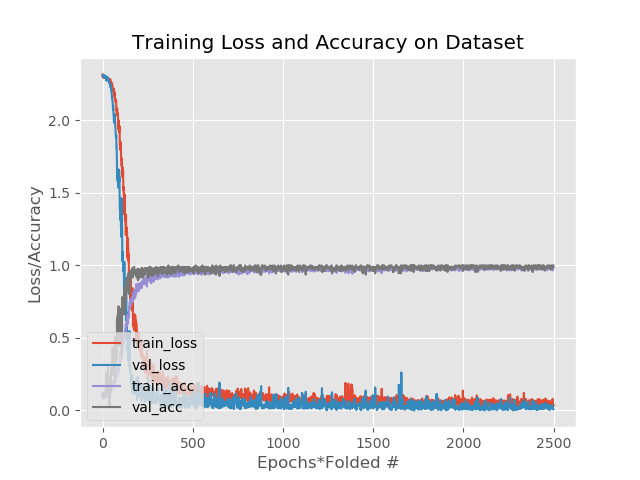 Training Loss and Accuracy on Dataset
Loss/Accuracy
2.0
1.5
1.0
0.5
0.0
train_loss
val_loss
train_acc
val_acc
0 500 1000 1500 2000 2500
Epochs*Folded #